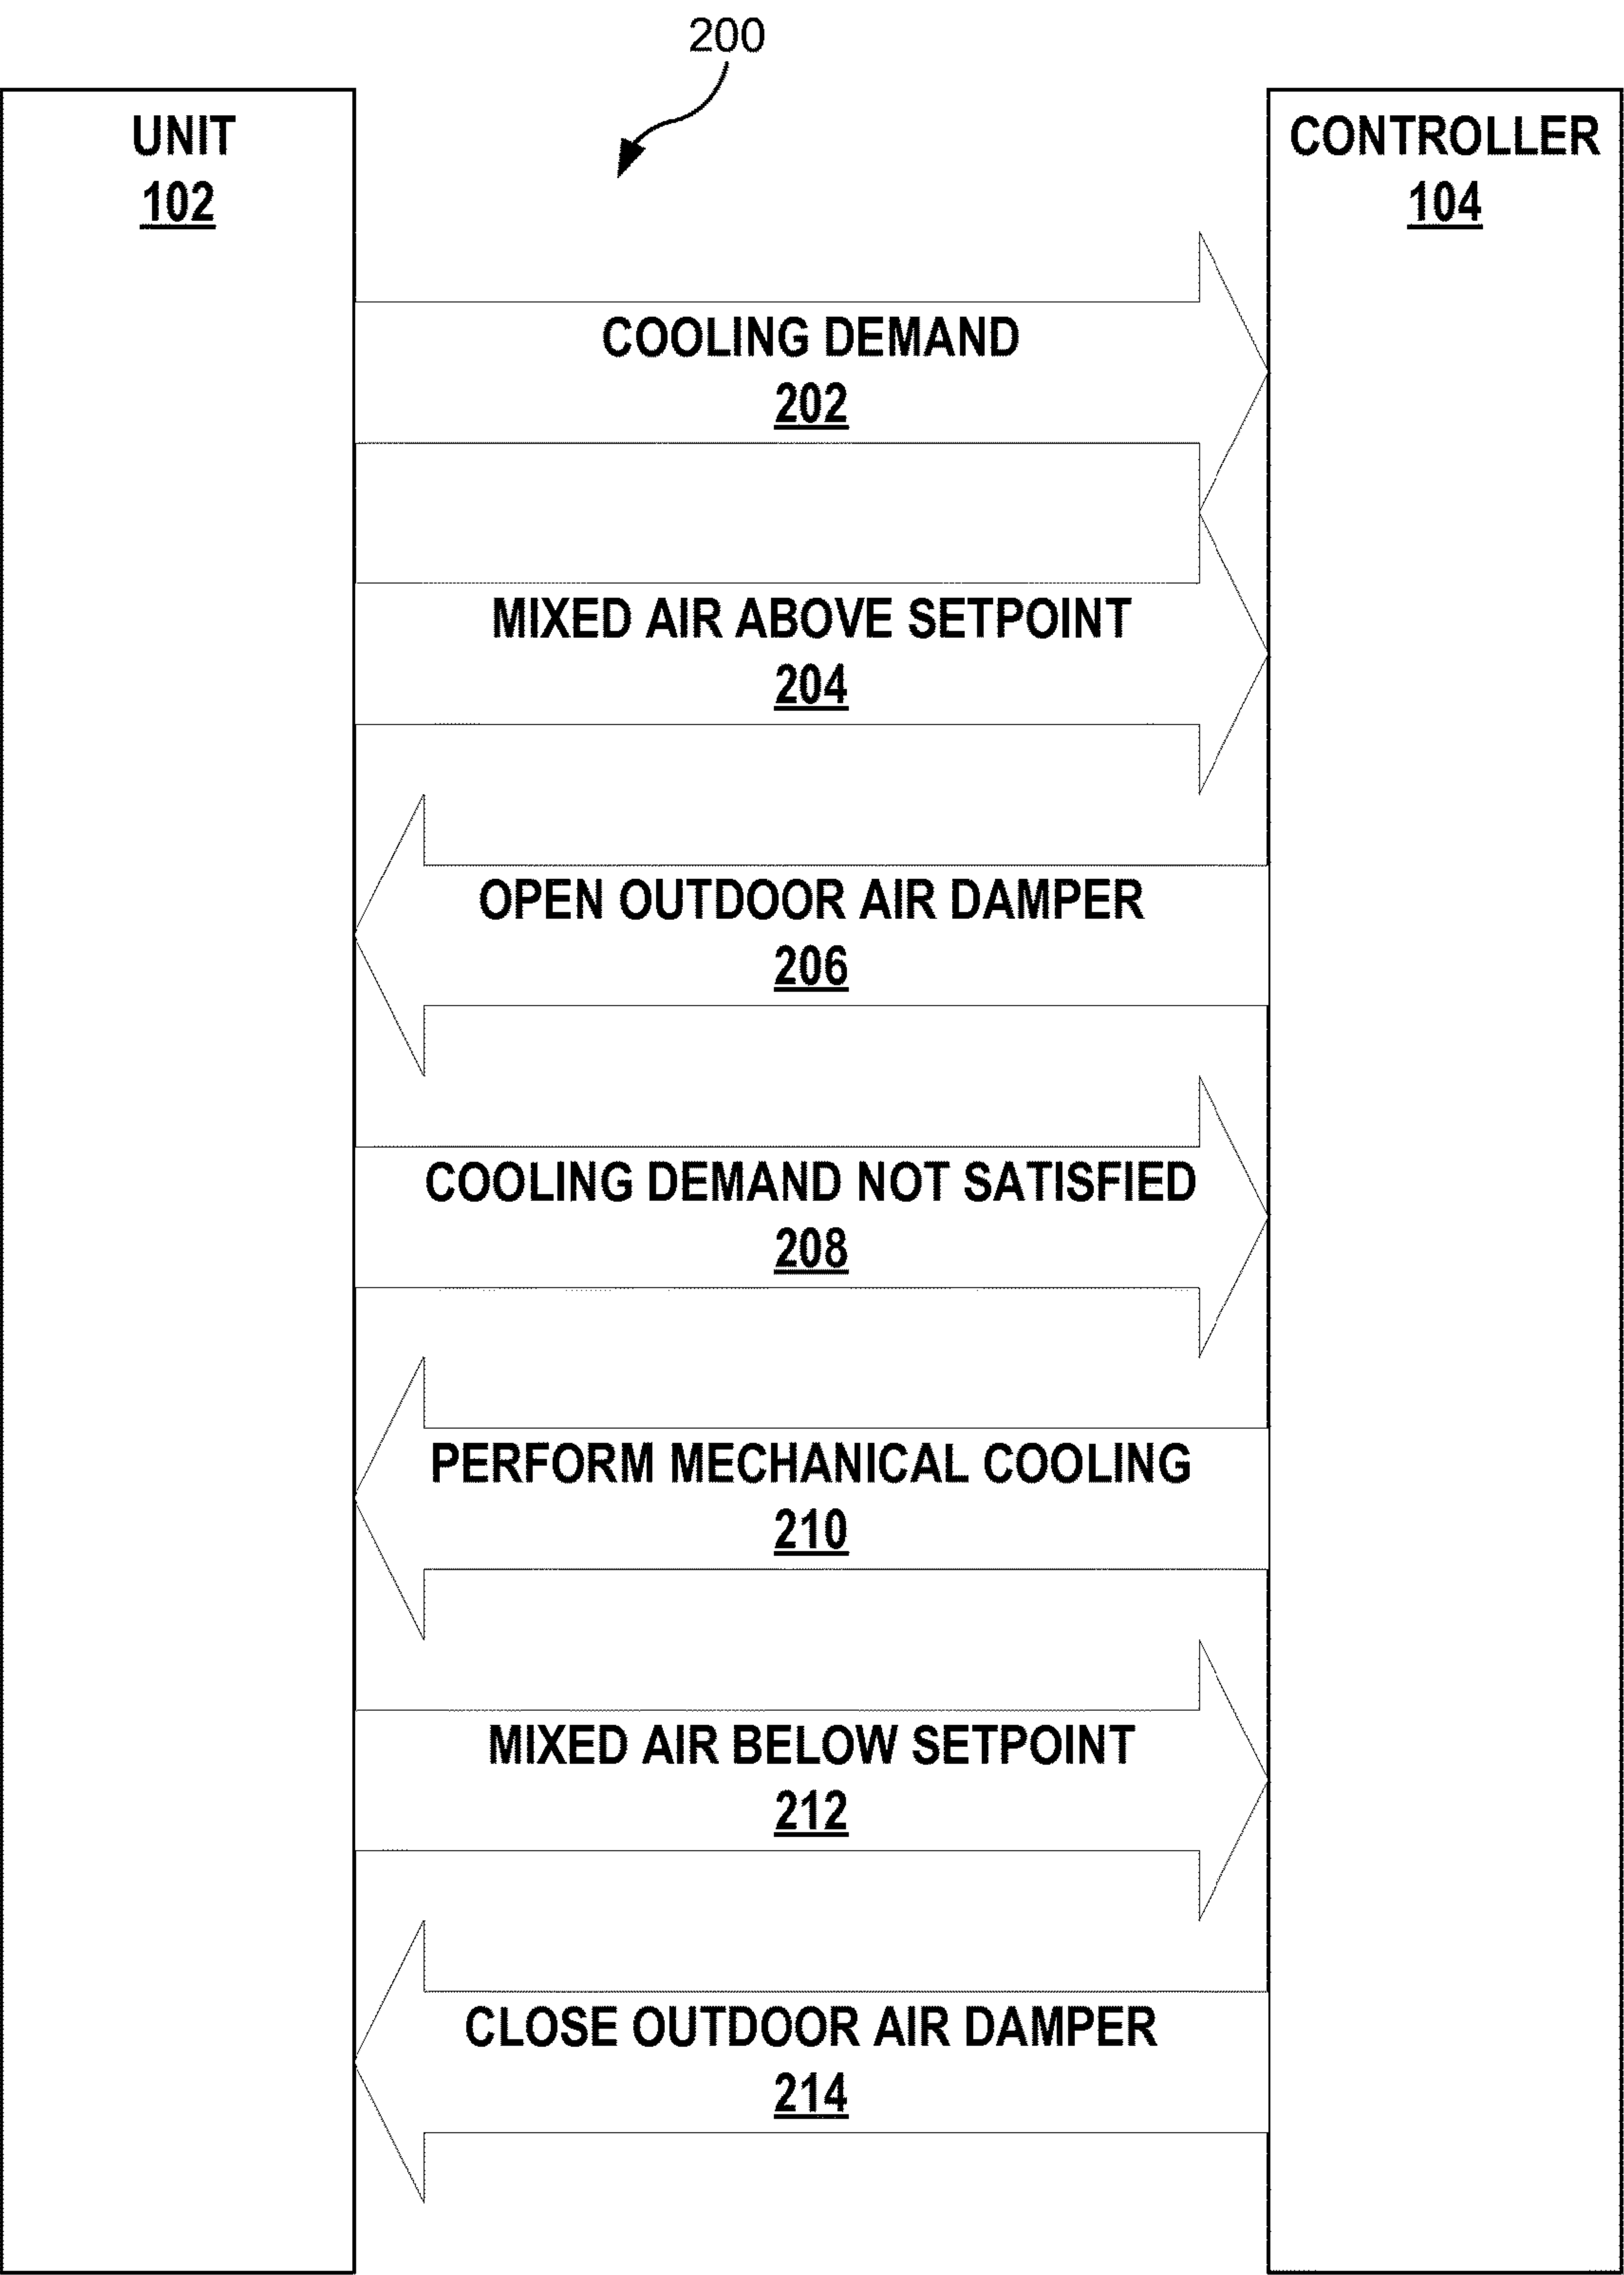 200
UNIT
102
CONTROLLER
104
COOLING DEMAND
202
MIXED AIR ABOVE SETPOINT
204
OPEN OUTDOOR AIR DAMPER
206
COOLING DEMAND NOT SATISFIED
208
PERFORM MECHANICAL COOLING
210
MIXED AIR BELOW SETPOINT
212
CLOSE OUTDOOR AIR DAMPER
214